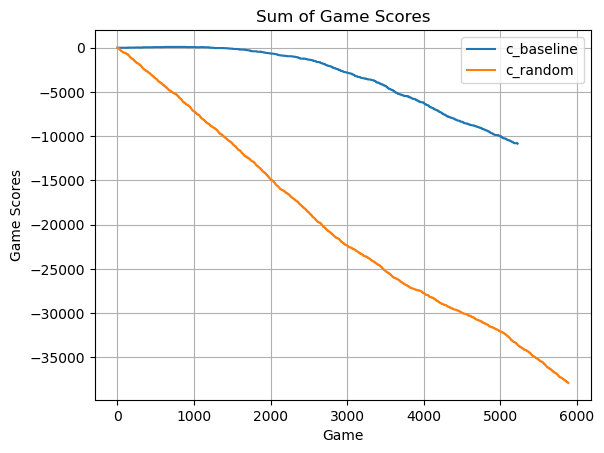 Sum of Game Scores
c_baseline
c_random
Game Scores
0
−5000
−10000
−15000
−20000
−25000
−30000
−35000
0 1000 2000 3000 4000 5000 6000
Game